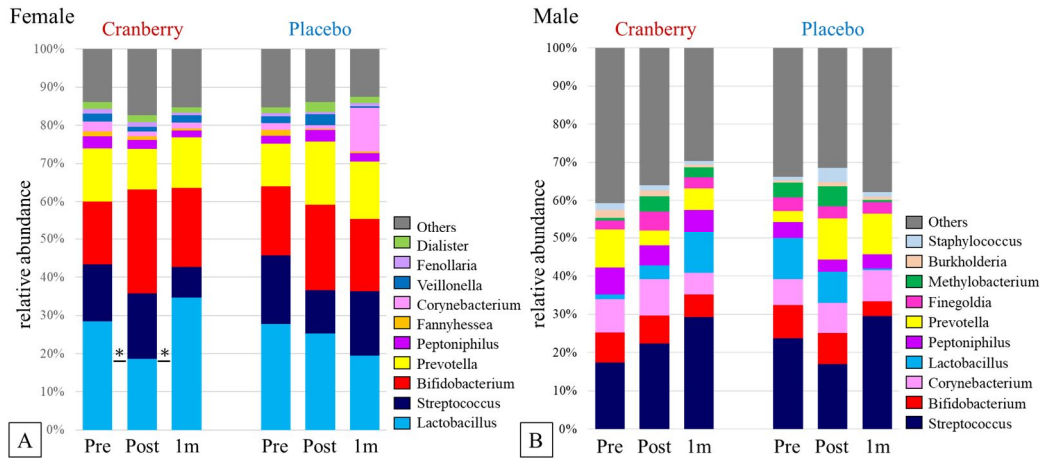 Female
Cranberry
Placebo
relative abundance
100%
90%
80%
70%
60%
50%
40%
30%
20%
10%
0%
* *
Pre Post 1m Pre Post 1m
Others
Dialister
Fenollaria
Veillonella
Corynebacterium
Fannyhessea
Peptoniphilus
Prevotella
Bifidobacterium
Streptococcus
Lactobacillus
A
Male
Cranberry
Placebo
relative abundance
100%
90%
80%
70%
60%
50%
40%
30%
20%
10%
0%
Pre Post 1m Pre Post 1m
Others
Staphylococcus
Burkholderia
Methylobacterium
Finegoldia
Prevotella
Peptoniphilus
Lactobacillus
Corynebacterium
Bifidobacterium
Streptococcus
B